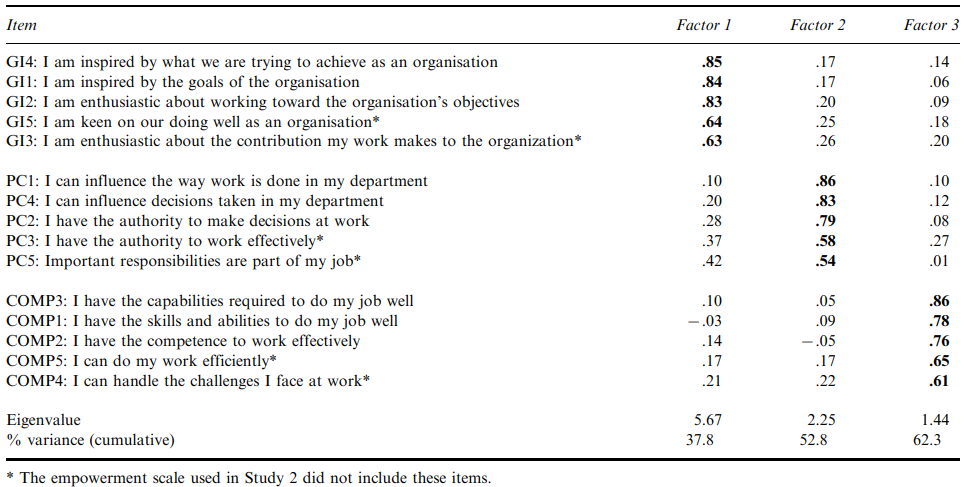 Item Factor 1 Factor 2 Factor 3
GI4: I am inspired by what we are trying to achieve as an organisation .85 .17 .14
GI1: I am inspired by the goals of the organisation .84 .17 .06
GI2: I am enthusiastic about working toward the organisation's objectives .83 .20 .09
GI5: I am keen on our doing well as an organisation* .64 .25 .18
GI3: I am enthusiastic about the contribution my work makes to the organization* .63 .26 .20
PC1: I can influence the way work is done in my department .10 .86 .10
PC4: I can influence decisions taken in my department .20 .83 .12
PC2: I have the authority to make decisions at work .28 .79 .08
PC3: I have the authority to work effectively* .37 .58 .27
PC5: Important responsibilities are part of my job* .42 .54 .01
COMP3: I have the capabilities required to do my job well .10 .05 .86
COMP1: I have the skills and abilities to do my job well −.03 .09 .78
COMP2: I have the competence to work effectively .14 −.05 .76
COMP5: I can do my work efficiently* .17 .17 .65
COMP4: I can handle the challenges I face at work* .21 .22 .61
Eigenvalue 5.67 2.25 1.44
% variance (cumulative) 37.8 52.8 62.3
* The empowerment scale used in Study 2 did not include these items.